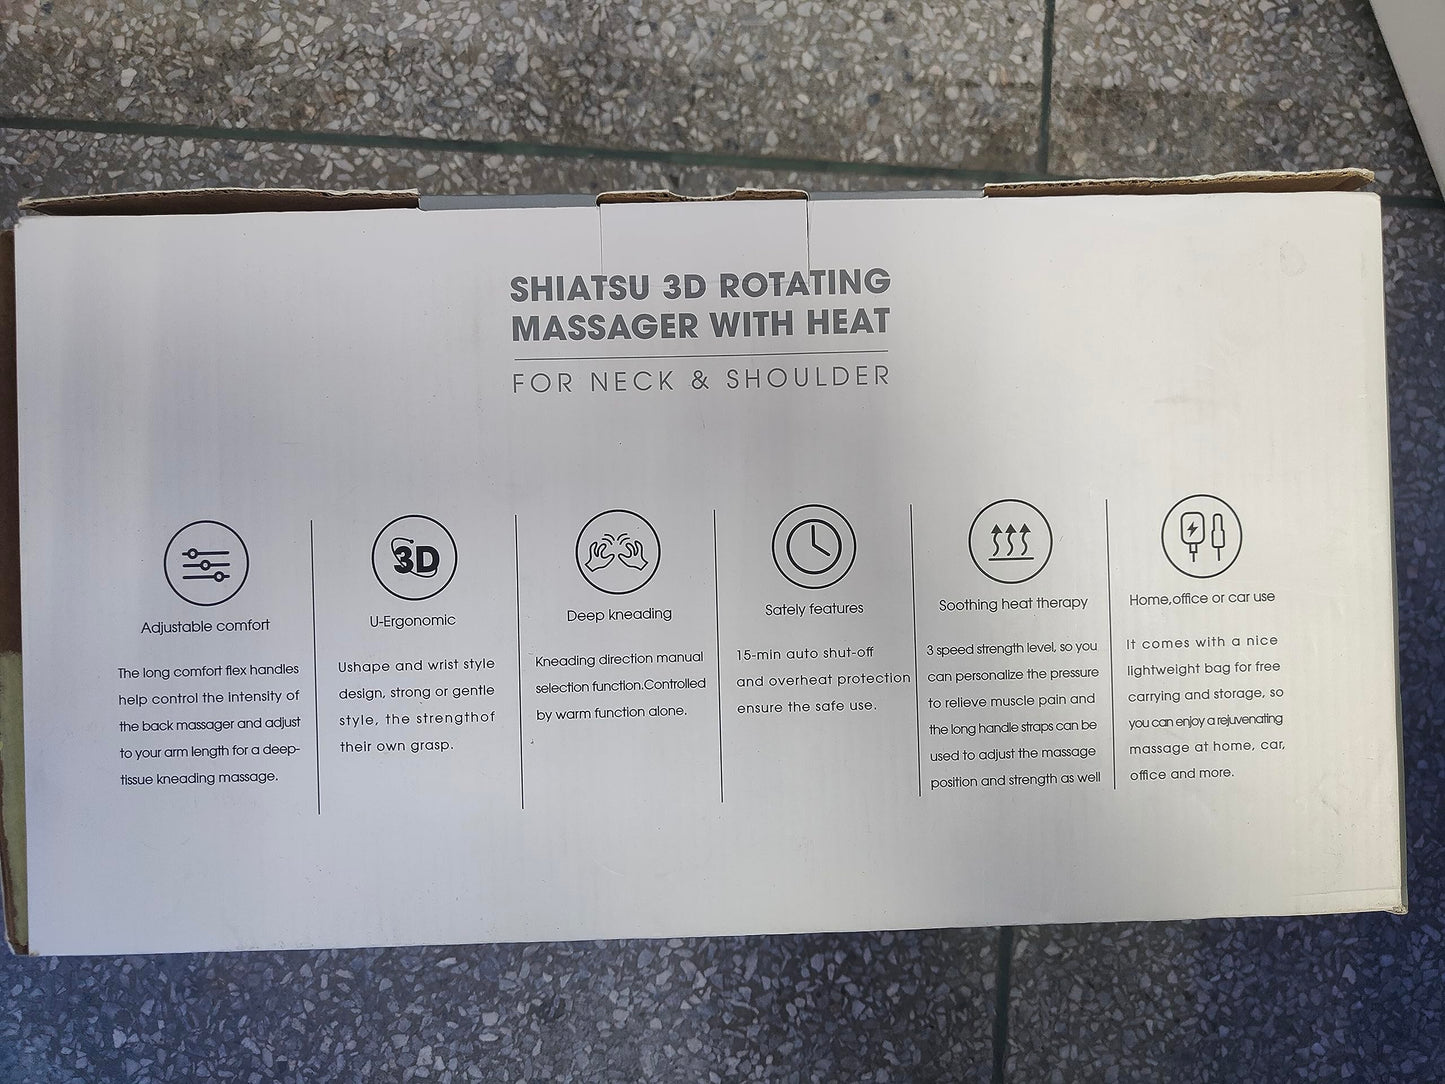 SHIATSU 3D ROTATING
MASSAGER WITH HEAT
FOR NECK & SHOULDER
Adjustable comfort
The long comfort flex handles
help control the intensity of
the back massager and adjust
to your arm length for a deep-
tissue kneading massage.
3D
U-Ergonomic
Ushape and wrist style
design, strong or gentle
style, the strengthof
their own grasp.
Deep kneading
Kneading direction manual
selection function.Controlled
by warm function alone.
Sately features
15-min auto shut-off
and overheat protection
ensure the safe use.
Soothing heat therapy
3 speed strength level, so you
can personalize the pressure
to relieve muscle pain and
the long handle straps can be
used to adjust the massage
position and strength as well
Home,office or car use
It comes with a nice
lightweight bag for free
carrying and storage, so
you can enjoy a rejuvenating
massage at home, car,
office and more.